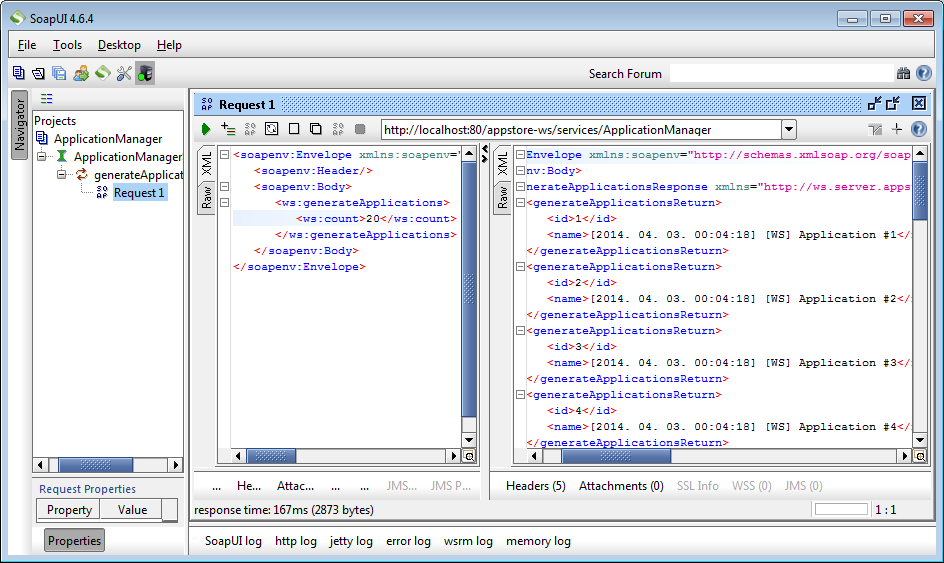 SoapUI 4.6.4
File Tools Desktop Help
Search Forum
Navigator
Projects
ApplicationManager
ApplicationManager
generateApplicat
Request 1
Request Properties
Property Value
Properties
SO
AP
Request 1
http://localhost:80/appstore-ws/services/ApplicationManager
XML
Raw
<soapenv:Envelope xmlns:soapenv="
<soapenv:Header/>
<soapenv:Body>
<ws:generateApplications>
<ws:count>20</ws:count>
</ws:generateApplications>
</soapenv:Body>
</soapenv:Envelope>
... He... Attac... ... ... JMS... JMS P...
XML
Raw
Envelope xmlns:soapenv="http://schemas.xmlsoap.org/soap
nv:Body>
nerateApplicationsResponse xmlns="http://ws.server.apps
<generateApplicationsReturn>
<id>1</id>
<name>[2014. 04. 03. 00:04:18] [WS] Application #1</
</generateApplicationsReturn>
<generateApplicationsReturn>
<id>2</id>
<name>[2014. 04. 03. 00:04:18] [WS] Application #2</
</generateApplicationsReturn>
<generateApplicationsReturn>
<id>3</id>
<name>[2014. 04. 03. 00:04:18] [WS] Application #3</
</generateApplicationsReturn>
<generateApplicationsReturn>
<id>4</id>
<name>[2014. 04. 03. 00:04:18] [WS] Application #4</
</generateApplicationsReturn>
Headers (5) Attachments (0) SSL Info WSS (0) JMS (0)
response time: 167ms (2873 bytes)
1 : 1
SoapUI log http log jetty log error log wsrm log memory log